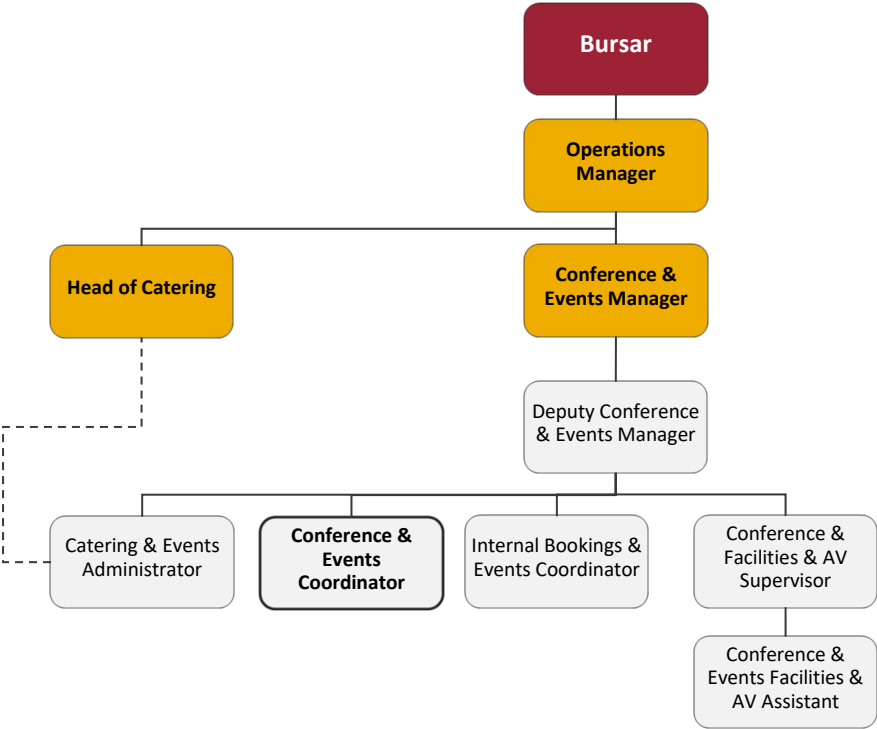 Bursar
Operations
Manager
Head of Catering
Conference &
Events Manager
Deputy Conference
& Events Manager
Catering & Events
Administrator
Conference &
Events
Coordinator
Internal Bookings &
Events Coordinator
Conference &
Facilities & AV
Supervisor
Conference &
Events Facilities &
AV Assistant